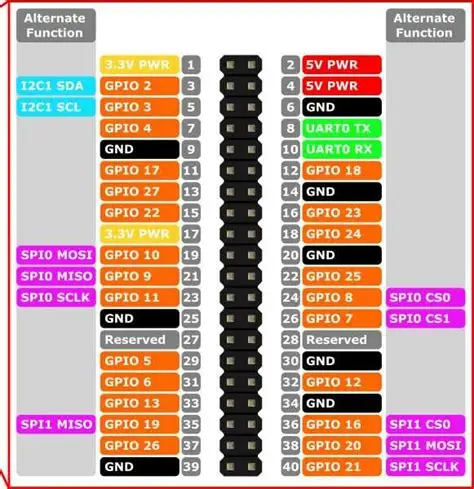 Alternate Function
Alternate Function
3.3V PWR 1 2 5V PWR
I2C1 SDA GPIO 2 3 4 5V PWR
I2C1 SCL GPIO 3 5 6 GND
GPIO 4 7 8 UART0 TX
GND 9 10 UART0 RX
GPIO 17 11 12 GPIO 18
GPIO 27 13 14 GND
GPIO 22 15 16 GPIO 23
3.3V PWR 17 18 GPIO 24
SPI0 MOSI GPIO 10 19 20 GND
SPI0 MISO GPIO 9 21 22 GPIO 25
SPI0 SCLK GPIO 11 23 24 GPIO 8 SPI0 CS0
GND 25 26 GPIO 7 SPI0 CS1
Reserved 27 28 Reserved
GPIO 5 29 30 GND
GPIO 6 31 32 GPIO 12
GPIO 13 33 34 GND
SPI1 MISO GPIO 19 35 36 GPIO 16 SPI1 CS0
GPIO 26 37 38 GPIO 20 SPI1 MOSI
GND 39 40 GPIO 21 SPI1 SCLK